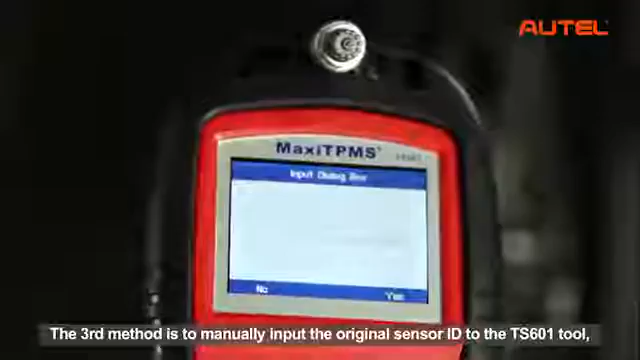 AUTEL
MaxiTPMS
Input Dialog Box
No Yes
The 3rd method is to manually input the original sensor ID to the TS601 tool,